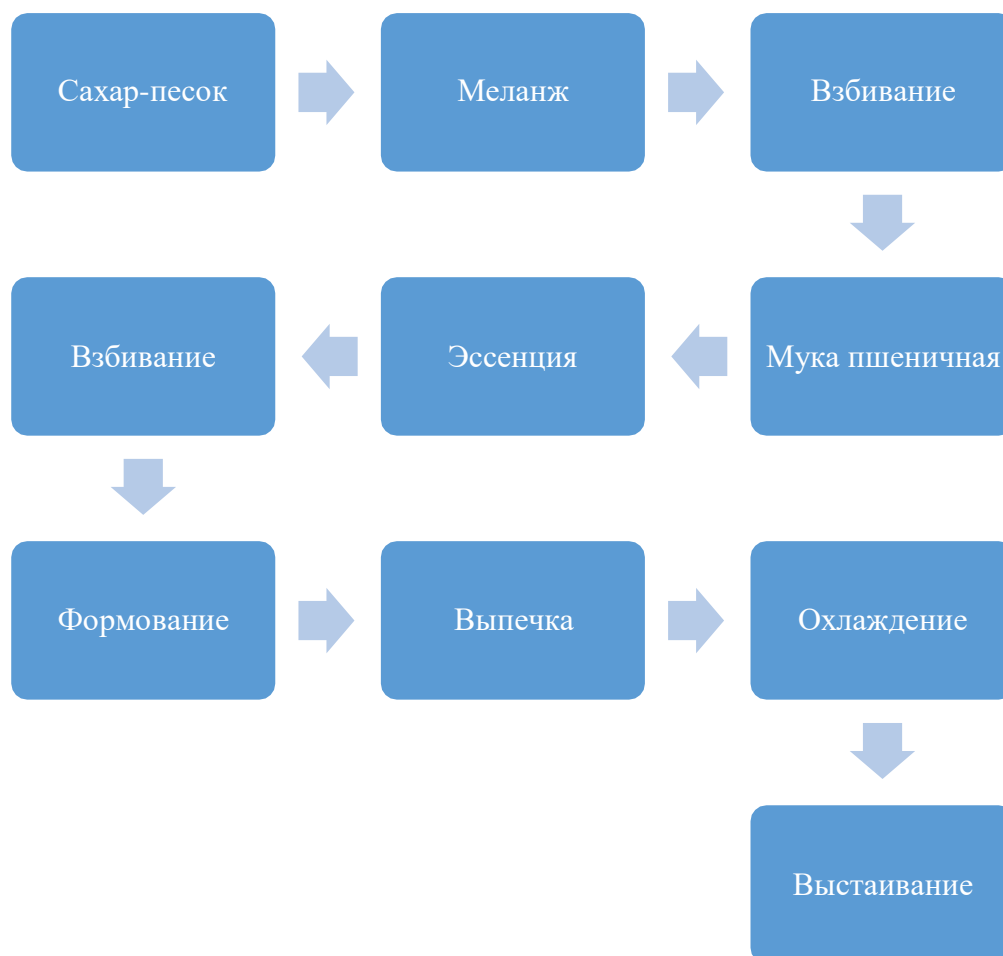 Сахар-песок
Меланж
Взбивание
Мука пшеничная
Эссенция
Взбивание
Формование
Выпечка
Охлаждение
Выстаивание